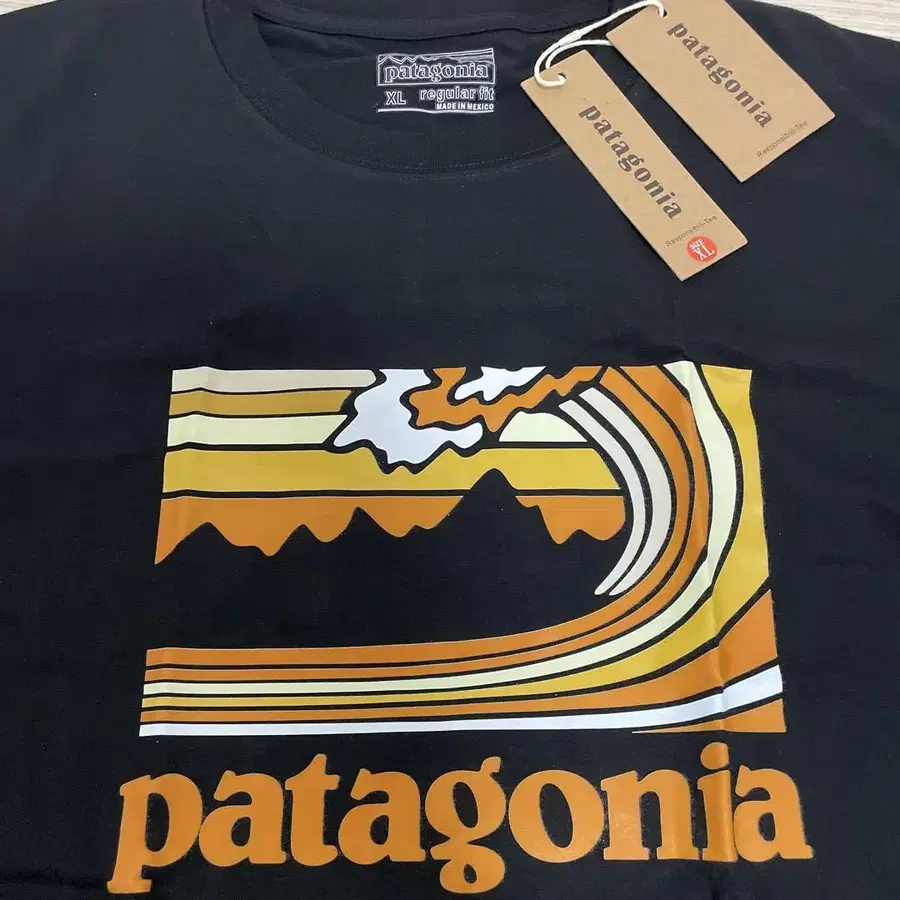 patagonia
XL regular fit
MADE IN MEXICO
patagonia
Responsibili-Tee
patagonia
Responsibili-Tee
SIZE
XL
patagonia